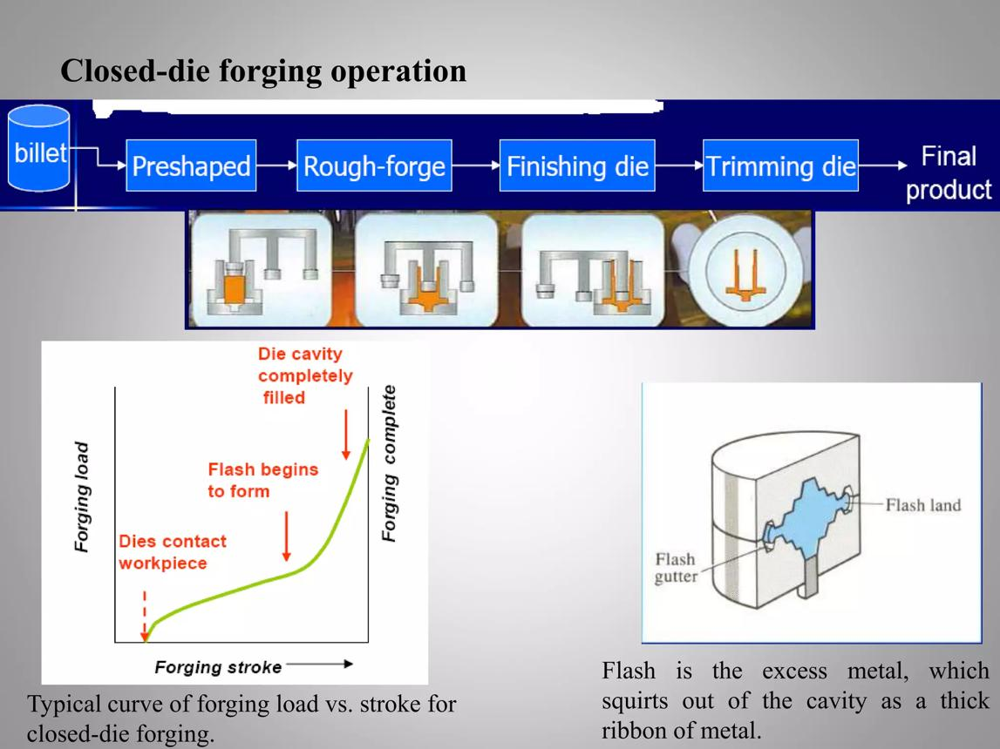 Closed-die forging operation
billet
Preshaped
Rough-forge
Finishing die
Trimming die
Final
product
Die cavity
completely
filled
Flash begins
to form
Dies contact
workpiece
Forging load
Forging complete
Forging stroke
Typical curve of forging load vs. stroke for
closed-die forging.
Flash land
Flash
gutter
Flash is the excess metal, which
squirts out of the cavity as a thick
ribbon of metal.